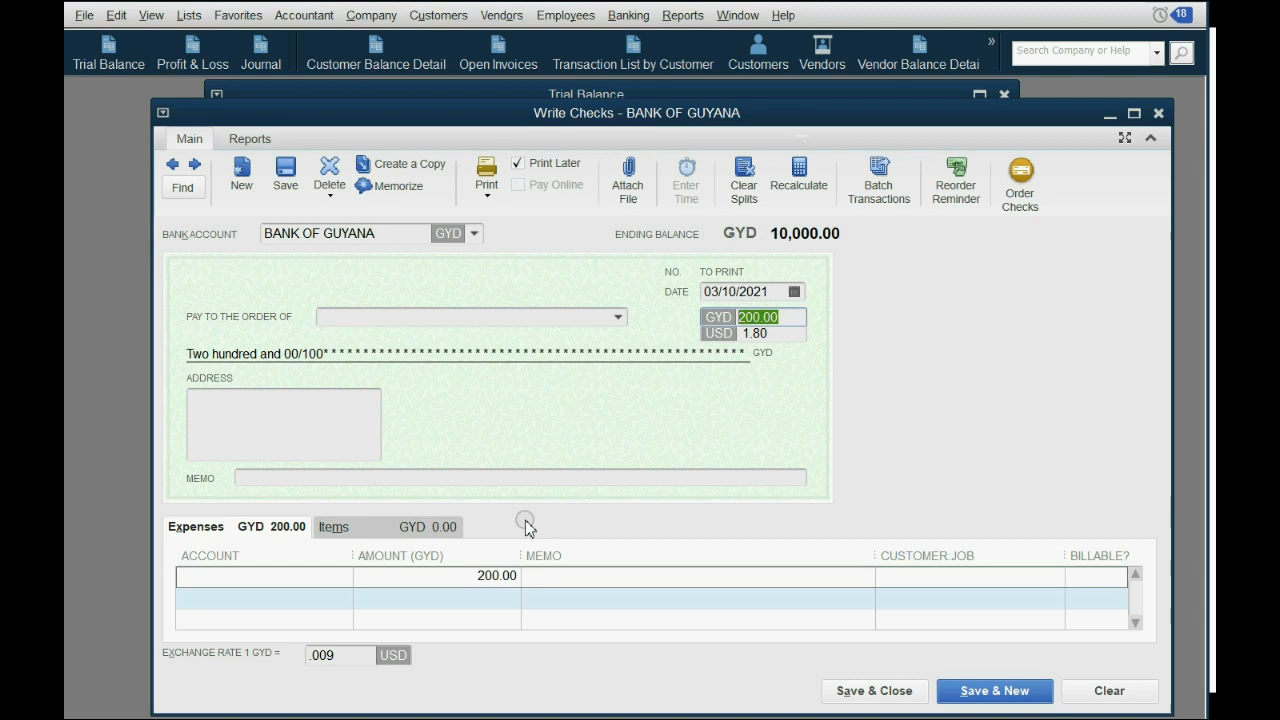 File Edit View Lists Favorites Accountant Company Customers Vendors Employees Banking Reports Window Help 18
Trial Balance Profit & Loss Journal Customer Balance Detail Open Invoices Transaction List by Customer Customers Vendors Vendor Balance Detai » Search Company or Help
Trial Balance
Write Checks - BANK OF GUYANA
Main Reports
Find New Save Delete Create a Copy Memorize Print Print Later Pay Online Attach File Enter Time Clear Splits Recalculate Batch Transactions Reorder Reminder Order Checks
BANK ACCOUNT BANK OF GUYANA GYD ENDING BALANCE GYD 10,000.00
NO. TO PRINT
DATE 03/10/2021
PAY TO THE ORDER OF GYD 200.00
USD 1.80
Two hundred and 00/100* * * * * * * * * * * * * * * * * * * * * * * * * * * * * * * * * * * * * * * * * * * * * * * * * * * * * GYD
ADDRESS
MEMO
Expenses GYD 200.00 Items GYD 0.00
ACCOUNT AMOUNT (GYD) MEMO CUSTOMER:JOB BILLABLE?
200.00
EXCHANGE RATE 1 GYD = .009 USD
Save & Close Save & New Clear